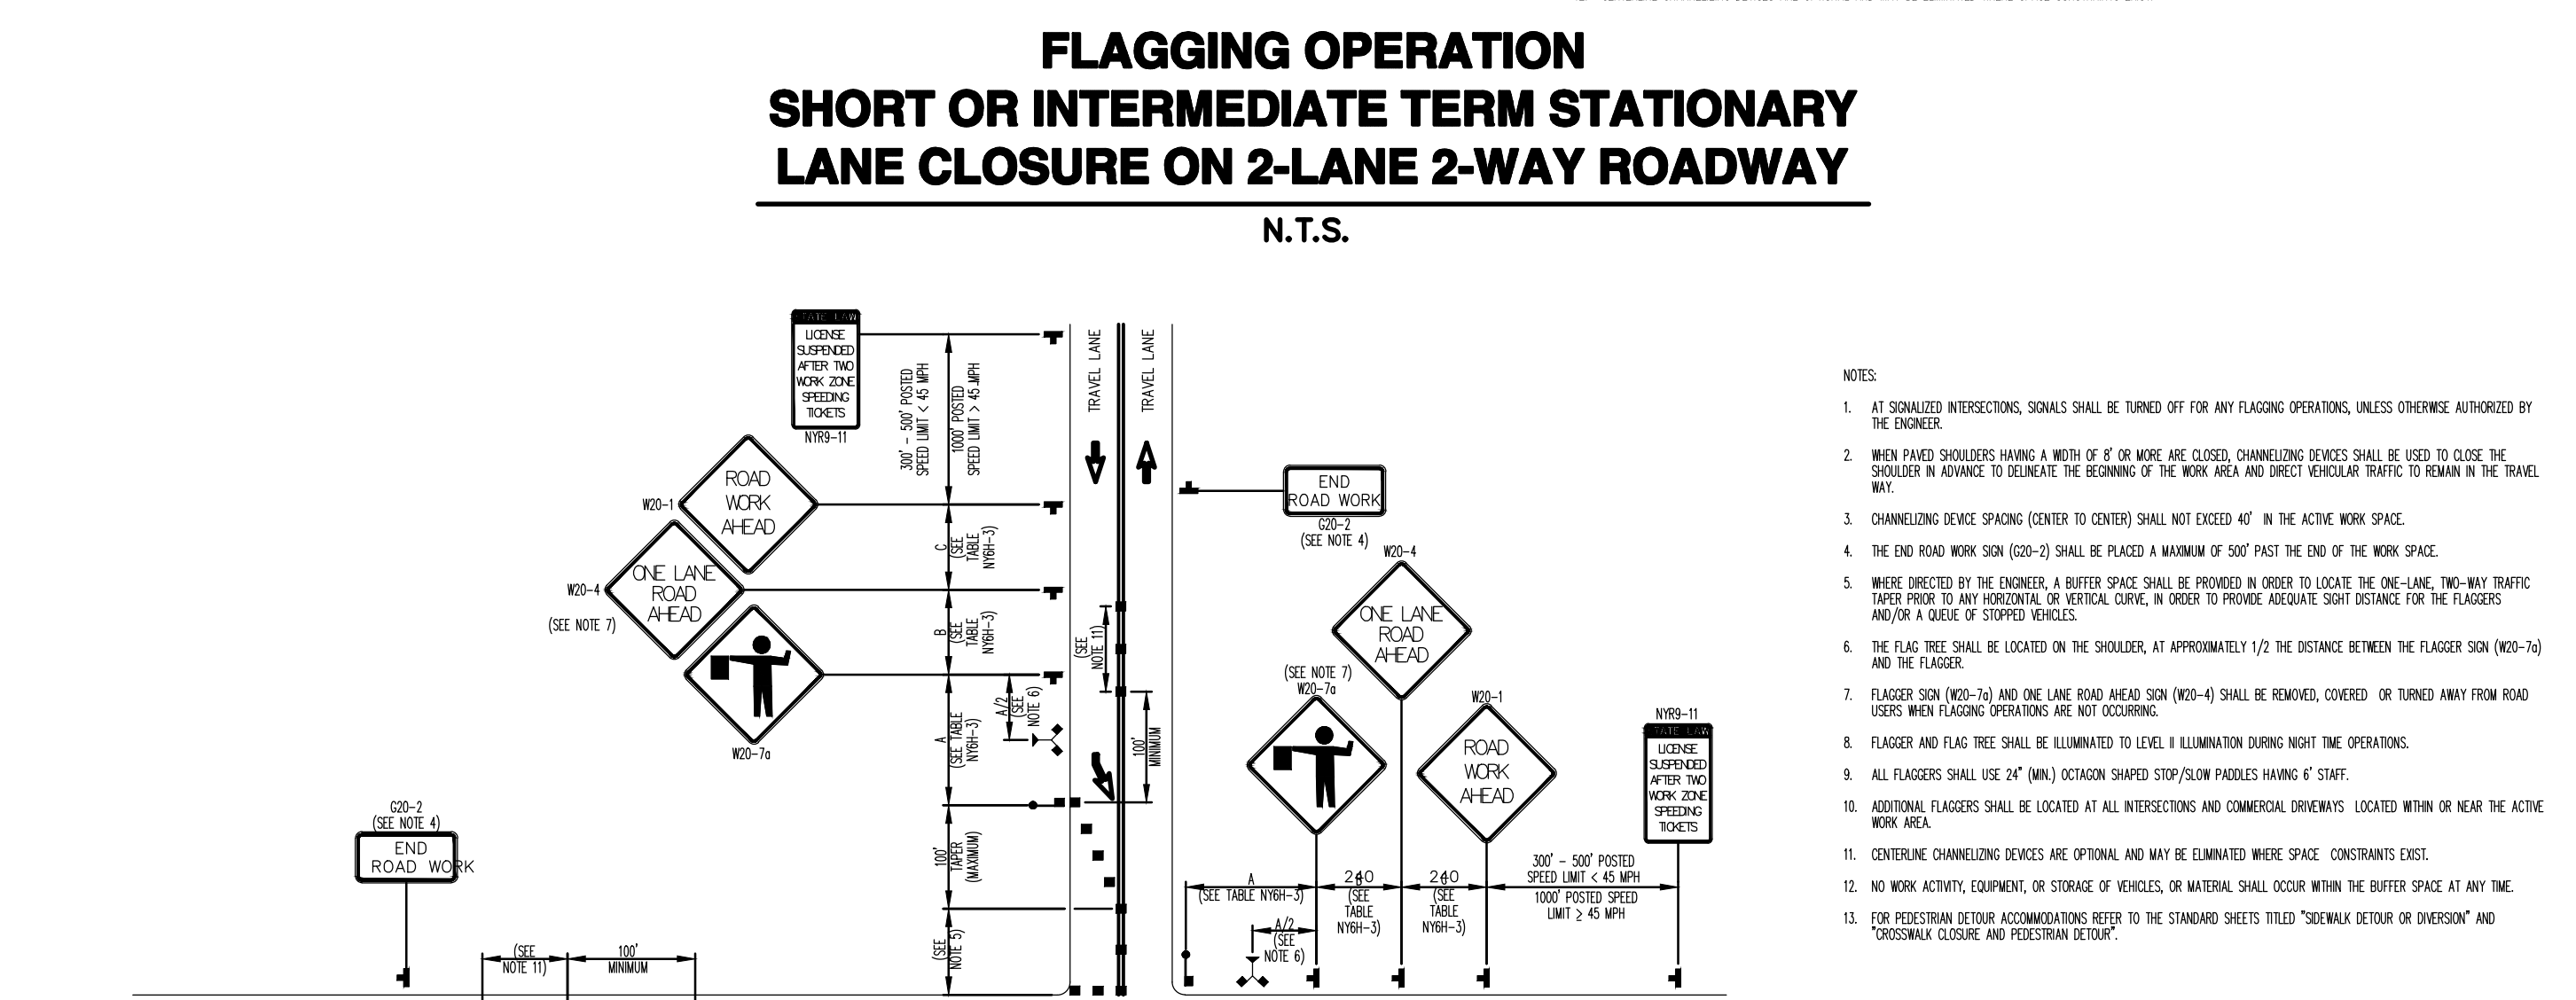 FLAGGING OPERATION
SHORT OR INTERMEDIATE TERM STATIONARY
LANE CLOSURE ON 2-LANE 2-WAY ROADWAY
N.T.S.
STATE LAW
LICENSE
SUSPENDED
AFTER TWO
WORK ZONE
SPEEDING
TICKETS
NYR9-11
300' - 500' POSTED
SPEED LIMIT < 45 MPH
1000' POSTED
SPEED LIMIT > 45 MPH
TRAVEL LANE
TRAVEL LANE
ROAD
WORK
AHEAD
W20-1
C
(SEE
TABLE
NY6H-3)
ONE LANE
ROAD
AHEAD
W20-4
(SEE NOTE 7)
B
(SEE
TABLE
NY6H-3)
(SEE
NOTE 11)
W20-7a
A
(SEE TABLE
NY6H-3)
A/2
(SEE
NOTE 6)
100'
MINIMUM
100'
TAPER
(MAXIMUM)
(SEE
NOTE 5)
G20-2
(SEE NOTE 4)
END
ROAD WORK
(SEE
NOTE 11)
100'
MINIMUM
END
ROAD WORK
G20-2
(SEE NOTE 4)
W20-4
ONE LANE
ROAD
AHEAD
(SEE NOTE 7)
W20-7a
W20-1
ROAD
WORK
AHEAD
NYR9-11
STATE LAW
LICENSE
SUSPENDED
AFTER TWO
WORK ZONE
SPEEDING
TICKETS
A
(SEE TABLE NY6H-3)
240
(SEE
TABLE
NY6H-3)
240
(SEE
TABLE
NY6H-3)
300' - 500' POSTED
SPEED LIMIT < 45 MPH
1000' POSTED SPEED
LIMIT ≥ 45 MPH
A/2
(SEE
NOTE 6)
NOTES:
1. AT SIGNALIZED INTERSECTIONS, SIGNALS SHALL BE TURNED OFF FOR ANY FLAGGING OPERATIONS, UNLESS OTHERWISE AUTHORIZED BY
THE ENGINEER.
2. WHEN PAVED SHOULDERS HAVING A WIDTH OF 8' OR MORE ARE CLOSED, CHANNELIZING DEVICES SHALL BE USED TO CLOSE THE
SHOULDER IN ADVANCE TO DELINEATE THE BEGINNING OF THE WORK AREA AND DIRECT VEHICULAR TRAFFIC TO REMAIN IN THE TRAVEL
WAY.
3. CHANNELIZING DEVICE SPACING (CENTER TO CENTER) SHALL NOT EXCEED 40' IN THE ACTIVE WORK SPACE.
4. THE END ROAD WORK SIGN (G20-2) SHALL BE PLACED A MAXIMUM OF 500' PAST THE END OF THE WORK SPACE.
5. WHERE DIRECTED BY THE ENGINEER, A BUFFER SPACE SHALL BE PROVIDED IN ORDER TO LOCATE THE ONE-LANE, TWO-WAY TRAFFIC
TAPER PRIOR TO ANY HORIZONTAL OR VERTICAL CURVE, IN ORDER TO PROVIDE ADEQUATE SIGHT DISTANCE FOR THE FLAGGERS
AND/OR A QUEUE OF STOPPED VEHICLES.
6. THE FLAG TREE SHALL BE LOCATED ON THE SHOULDER, AT APPROXIMATELY 1/2 THE DISTANCE BETWEEN THE FLAGGER SIGN (W20-7a)
AND THE FLAGGER.
7. FLAGGER SIGN (W20-7a) AND ONE LANE ROAD AHEAD SIGN (W20-4) SHALL BE REMOVED, COVERED OR TURNED AWAY FROM ROAD
USERS WHEN FLAGGING OPERATIONS ARE NOT OCCURRING.
8. FLAGGER AND FLAG TREE SHALL BE ILLUMINATED TO LEVEL II ILLUMINATION DURING NIGHT TIME OPERATIONS.
9. ALL FLAGGERS SHALL USE 24" (MIN.) OCTAGON SHAPED STOP/SLOW PADDLES HAVING 6' STAFF.
10. ADDITIONAL FLAGGERS SHALL BE LOCATED AT ALL INTERSECTIONS AND COMMERCIAL DRIVEWAYS LOCATED WITHIN OR NEAR THE ACTIVE
WORK AREA.
11. CENTERLINE CHANNELIZING DEVICES ARE OPTIONAL AND MAY BE ELIMINATED WHERE SPACE CONSTRAINTS EXIST.
12. NO WORK ACTIVITY, EQUIPMENT, OR STORAGE OF VEHICLES, OR MATERIAL SHALL OCCUR WITHIN THE BUFFER SPACE AT ANY TIME.
13. FOR PEDESTRIAN DETOUR ACCOMMODATIONS REFER TO THE STANDARD SHEETS TITLED "SIDEWALK DETOUR OR DIVERSION" AND
"CROSSWALK CLOSURE AND PEDESTRIAN DETOUR".